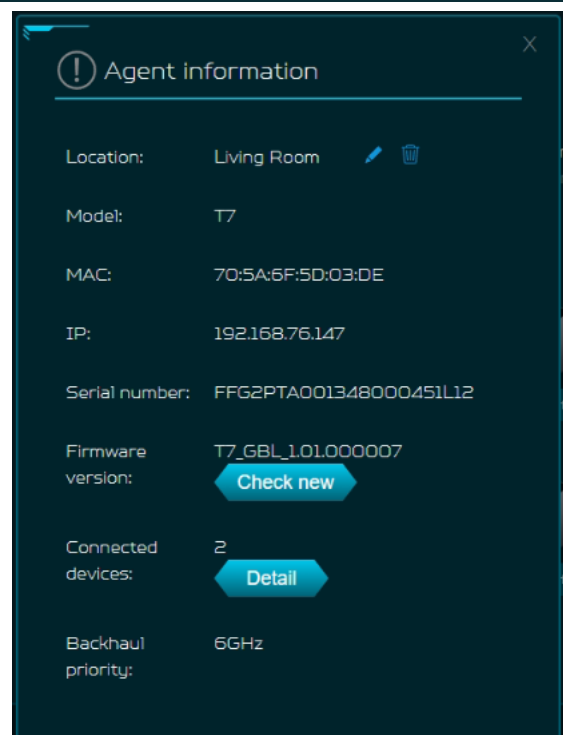 X
! Agent information
Location: Living Room
Model: T7
MAC: 70:5A:6F:5D:03:DE
IP: 192.168.76.147
Serial number: FFG2PTA001348000451L12
Firmware version: T7_GBL_1.01.000007
Check new
Connected devices: 2
Detail
Backhaul priority: 6GHz